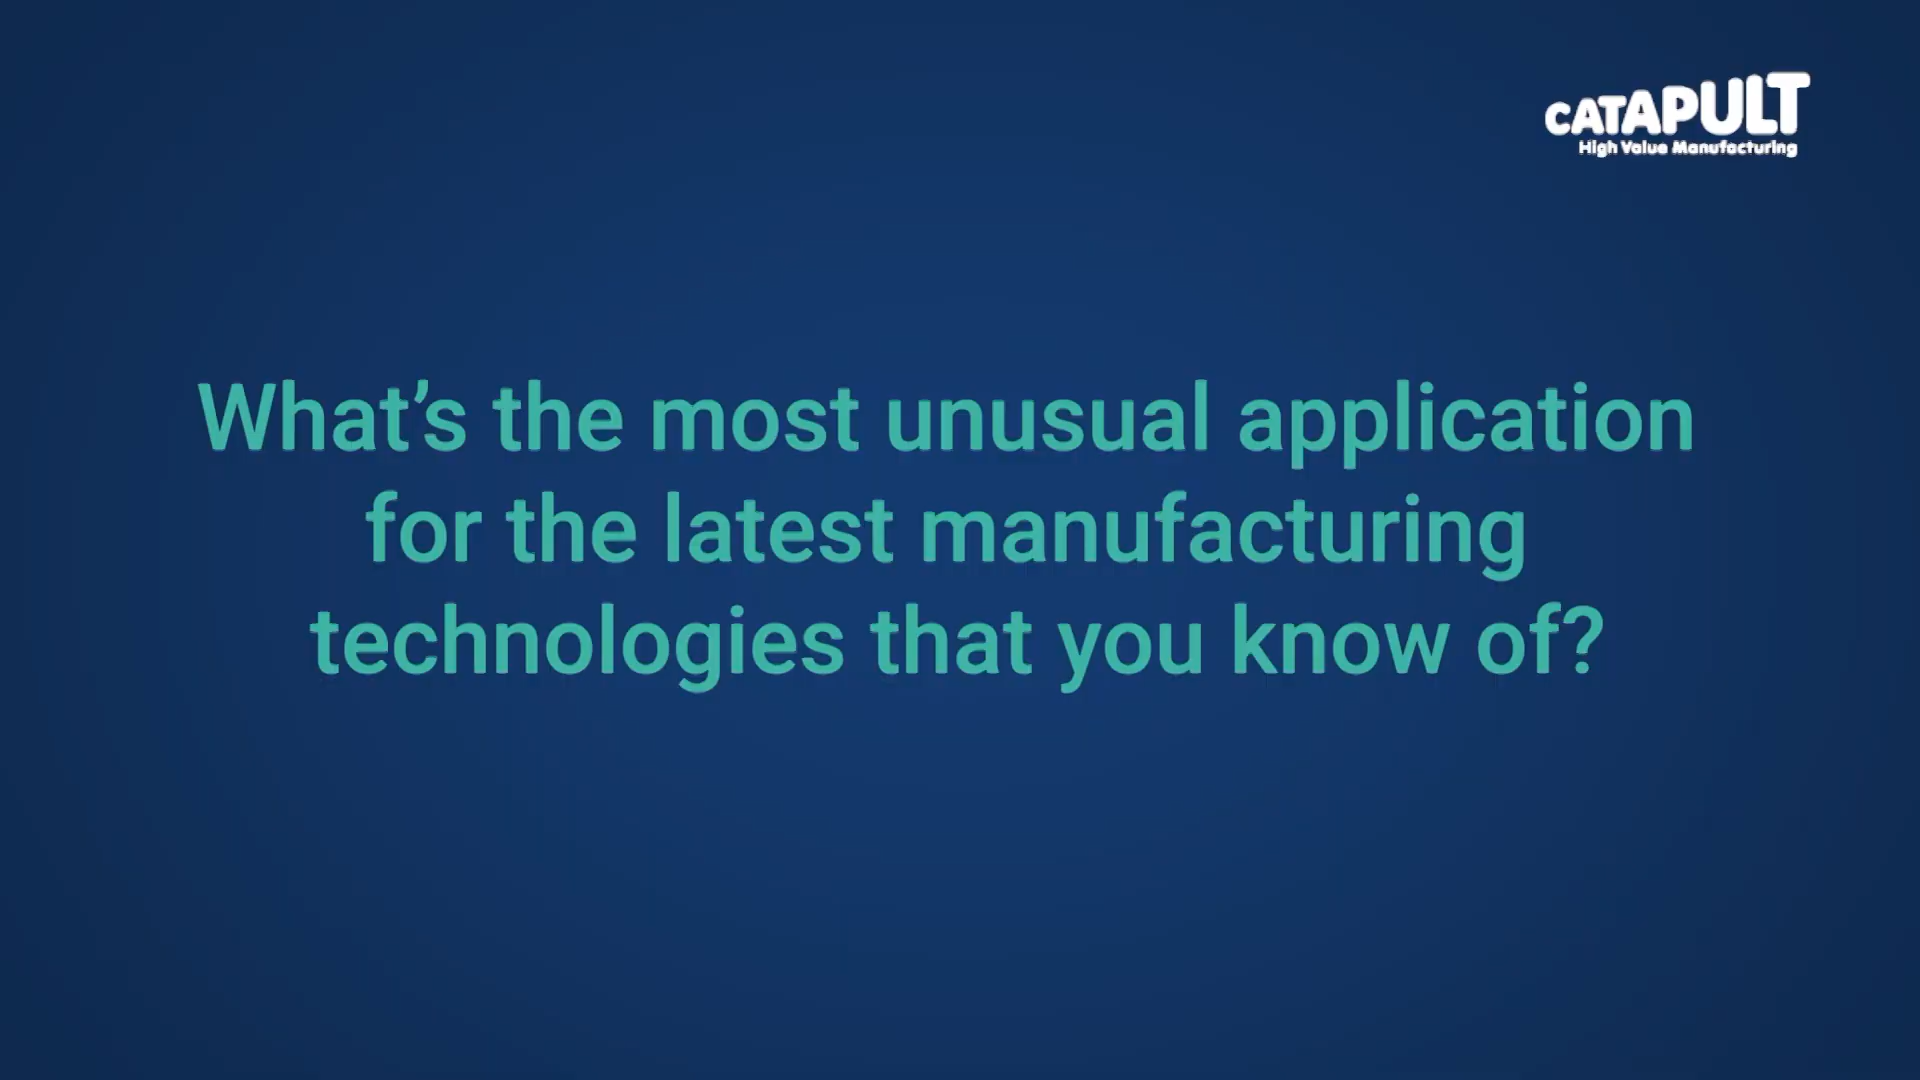 CATAPULT
High Value Manufacturing
What’s the most unusual application
for the latest manufacturing
technologies that you know of?